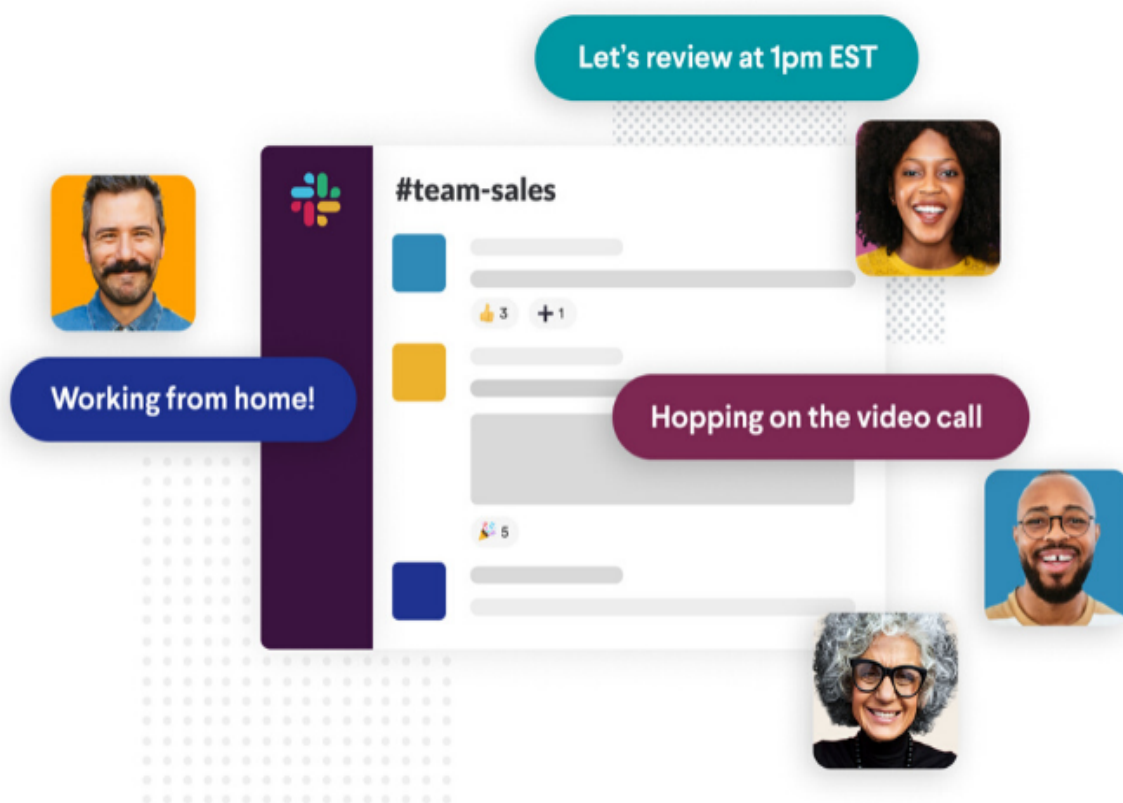 Let’s review at 1pm EST
#team-sales
3
1
Working from home!
Hopping on the video call
5